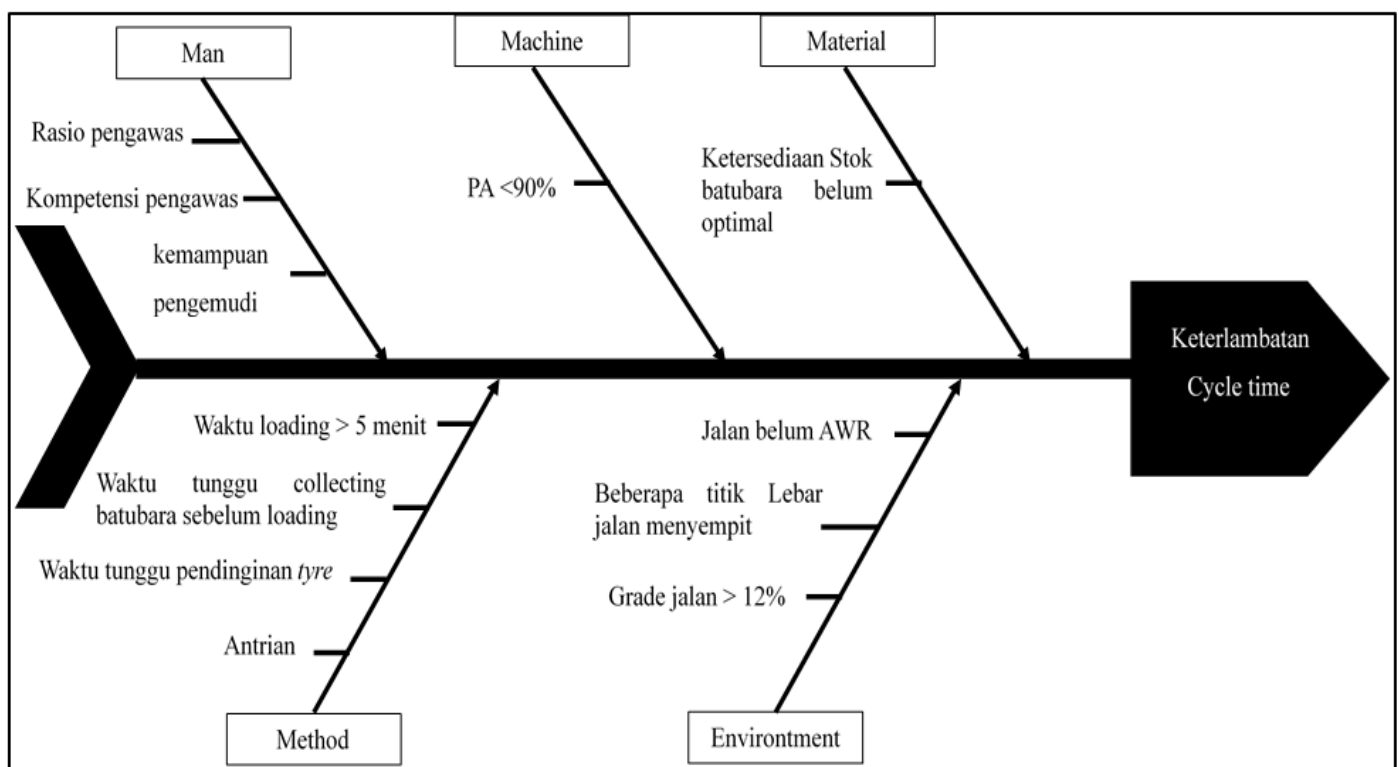 Man
Machine
Material
Rasio pengawas
Kompetensi pengawas
kemampuan
pengemudi
PA <90%
Ketersediaan Stok
batubara belum
optimal
Keterlambatan
Cycle time
Waktu loading > 5 menit
Waktu tunggu collecting
batubara sebelum loading
Waktu tunggu pendinginan tyre
Antrian
Jalan belum AWR
Beberapa titik Lebar
jalan menyempit
Grade jalan > 12%
Method
Environtment